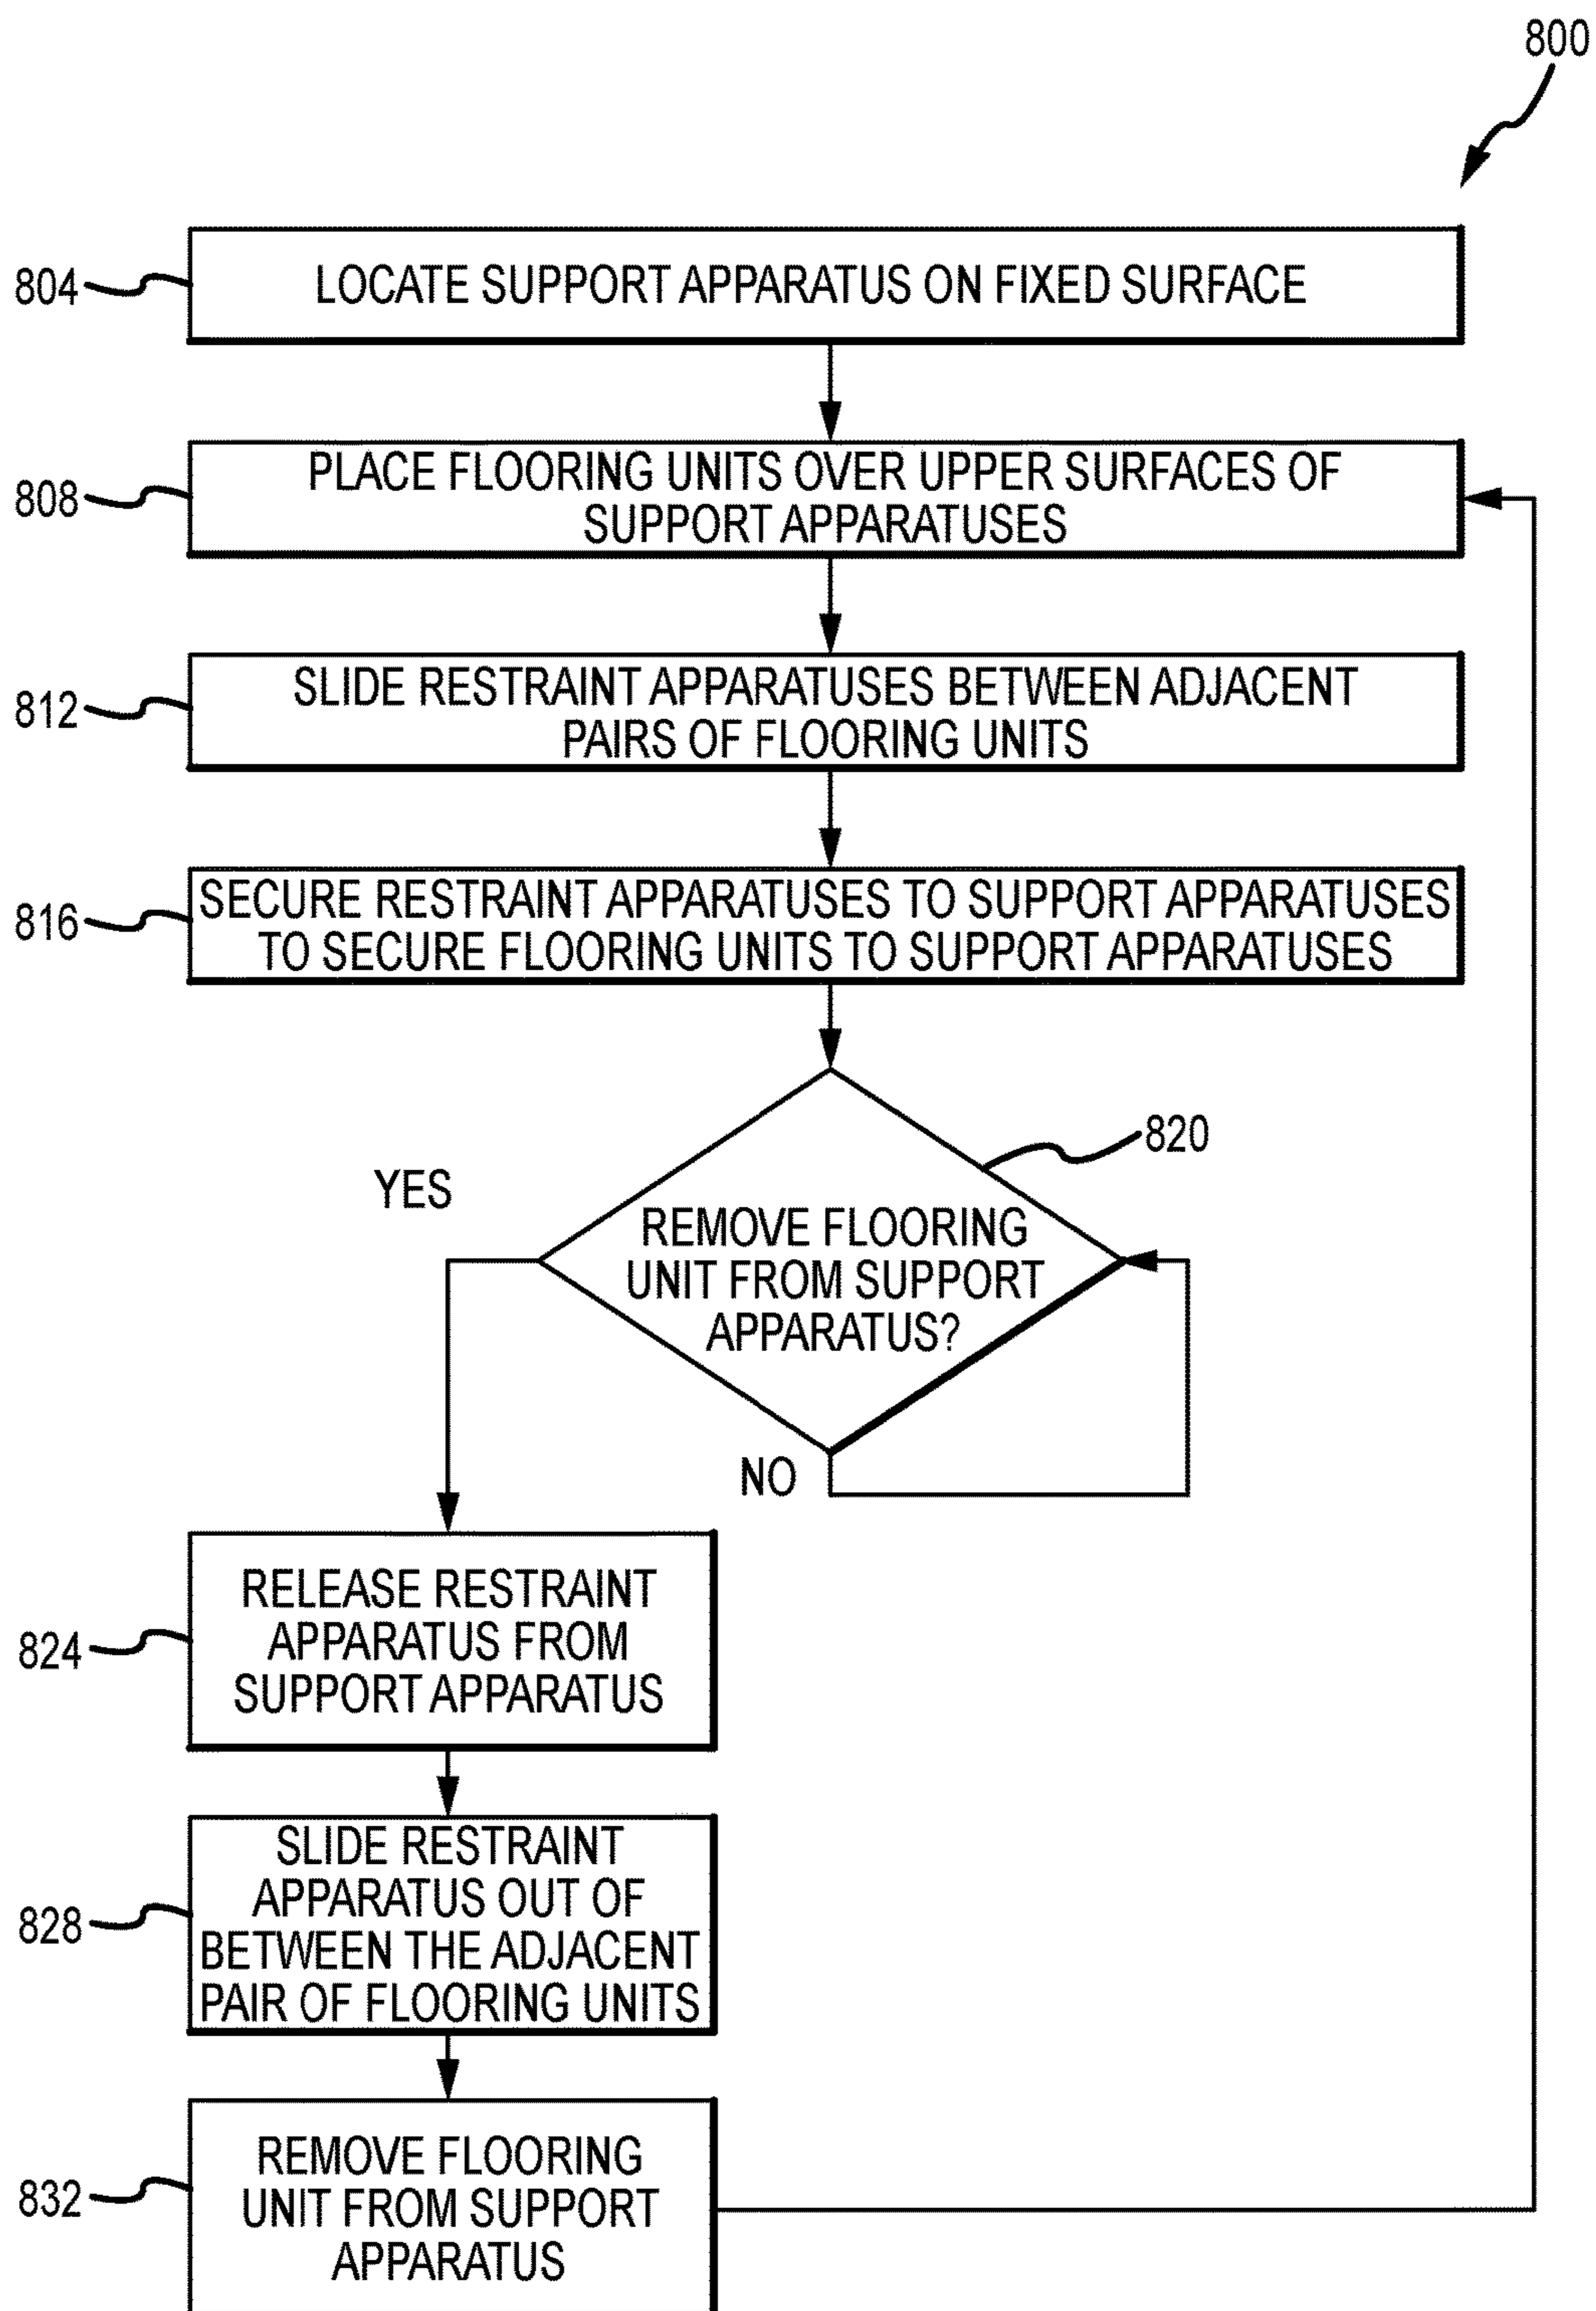 800
804
LOCATE SUPPORT APPARATUS ON FIXED SURFACE
808
PLACE FLOORING UNITS OVER UPPER SURFACES OF
SUPPORT APPARATUSES
812
SLIDE RESTRAINT APPARATUSES BETWEEN ADJACENT
PAIRS OF FLOORING UNITS
816
SECURE RESTRAINT APPARATUSES TO SUPPORT APPARATUSES
TO SECURE FLOORING UNITS TO SUPPORT APPARATUSES
820
YES
REMOVE FLOORING
UNIT FROM SUPPORT
APPARATUS?
NO
824
RELEASE RESTRAINT
APPARATUS FROM
SUPPORT APPARATUS
828
SLIDE RESTRAINT
APPARATUS OUT OF
BETWEEN THE ADJACENT
PAIR OF FLOORING UNITS
832
REMOVE FLOORING
UNIT FROM SUPPORT
APPARATUS